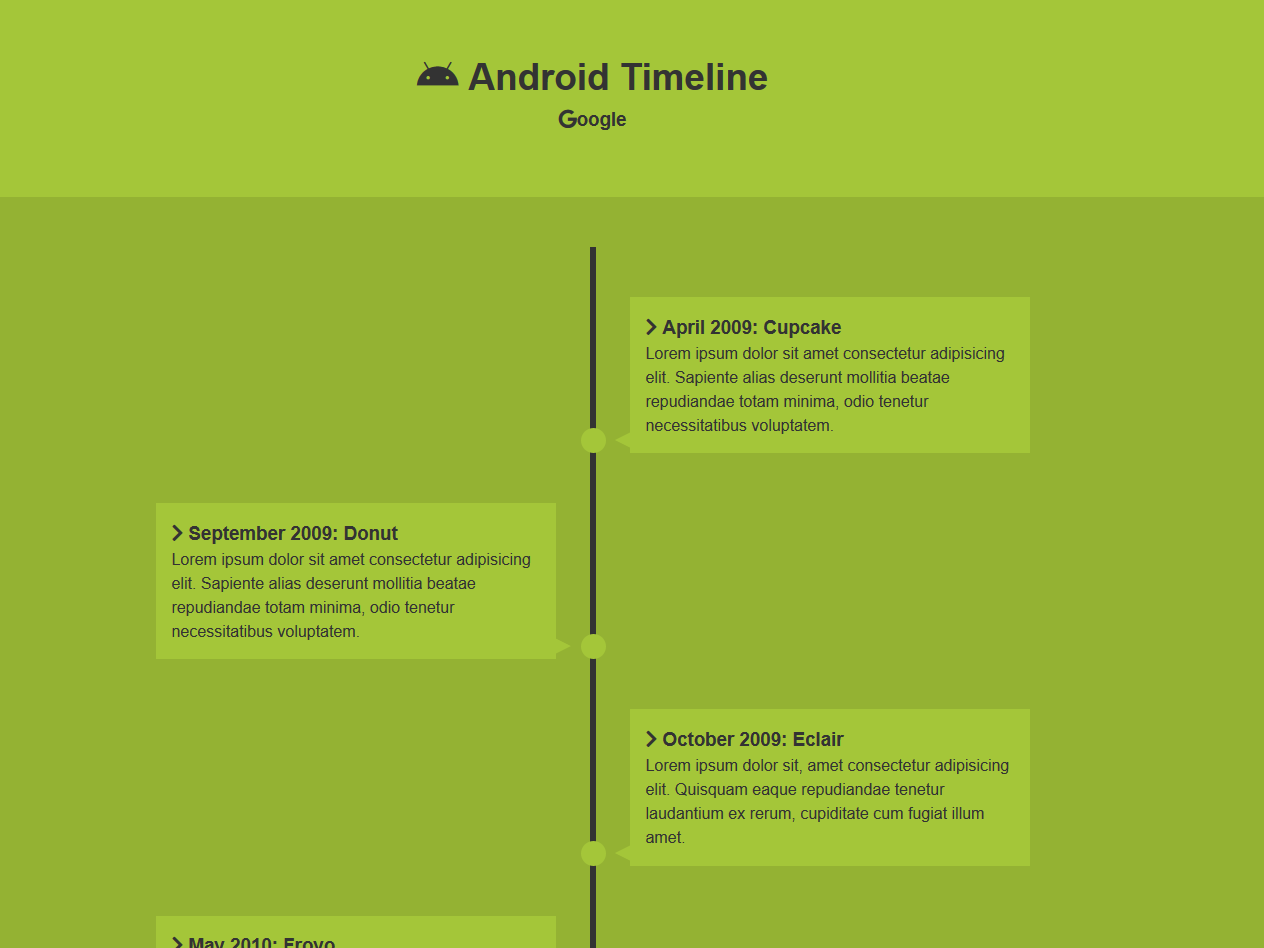 Android Timeline
Google
April 2009: Cupcake
Lorem ipsum dolor sit amet consectetur adipisicing
elit. Sapiente alias deserunt mollitia beatae
repudiandae totam minima, odio tenetur
necessitatibus voluptatem.
September 2009: Donut
Lorem ipsum dolor sit amet consectetur adipisicing
elit. Sapiente alias deserunt mollitia beatae
repudiandae totam minima, odio tenetur
necessitatibus voluptatem.
October 2009: Eclair
Lorem ipsum dolor sit, amet consectetur adipisicing
elit. Quisquam eaque repudiandae tenetur
laudantium ex rerum, cupiditate cum fugiat illum
amet.
May 2010: Froyo